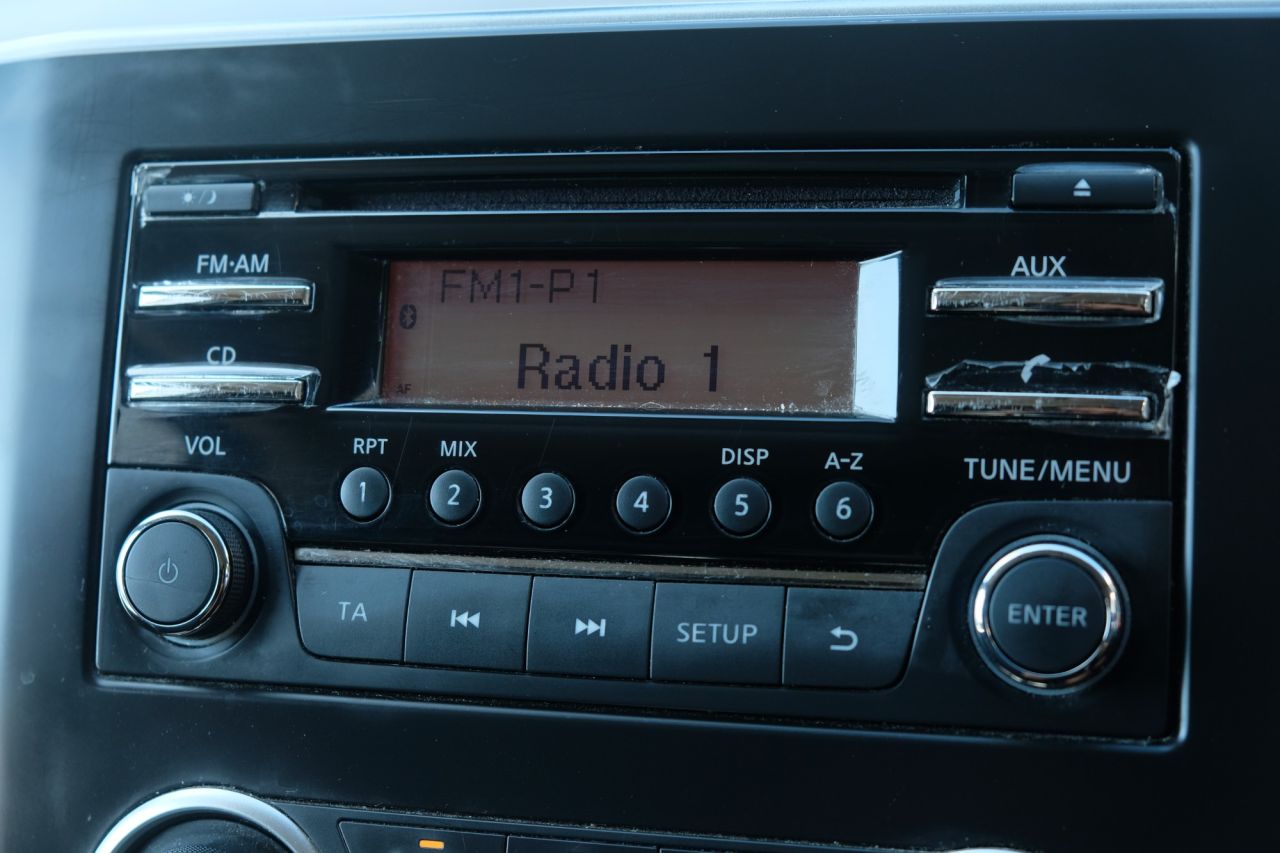 FM·AM
AUX
FM1-P1
CD
Radio 1
AF
VOL
RPT
MIX
DISP
A-Z
TUNE/MENU
1
2
3
4
5
6
TA
SETUP
ENTER